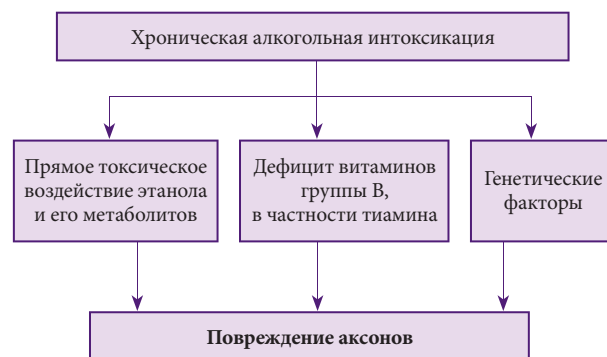 Хроническая алкогольная интоксикация
Прямое токсическое
воздействие этанола
и его метаболитов
Дефицит витаминов
группы В,
в частности тиамина
Генетические
факторы
Повреждение аксонов